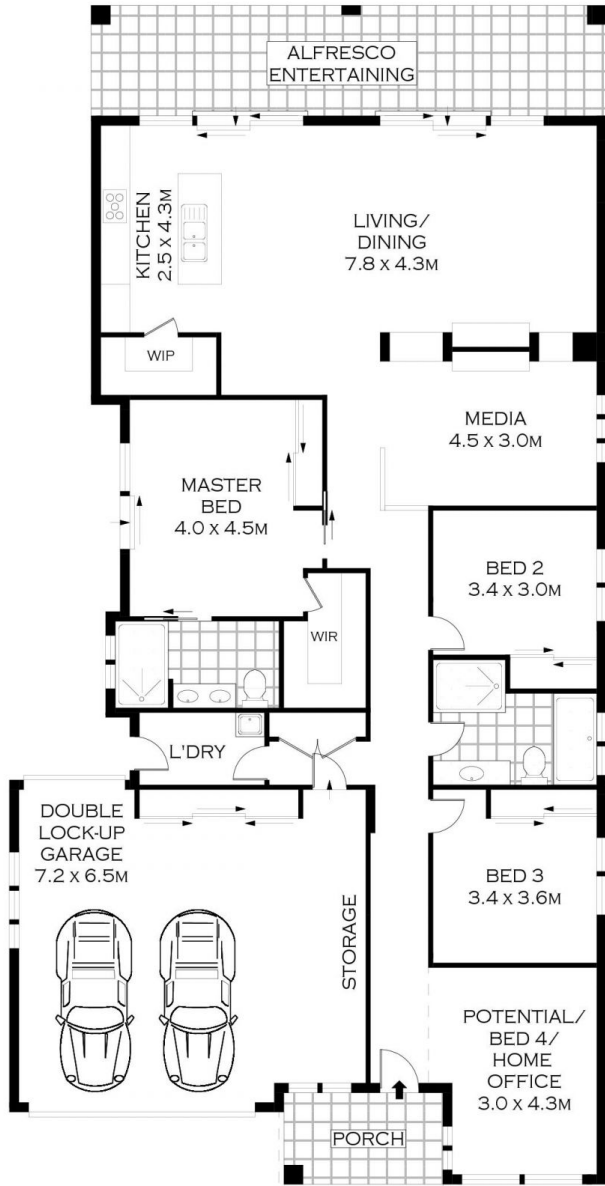 ALFRESCO
ENTERTAINING
KITCHEN
2.5 X 4.3M
LIVING/
DINING
7.8 X 4.3M
WIP
MEDIA
4.5 X 3.0M
MASTER
BED
4.0 X 4.5M
BED 2
3.4 X 3.0M
WIR
L'DRY
DOUBLE
LOCK-UP
GARAGE
7.2 X 6.5M
STORAGE
BED 3
3.4 X 3.6M
POTENTIAL/
BED 4/
HOME
OFFICE
3.0 X 4.3M
PORCH